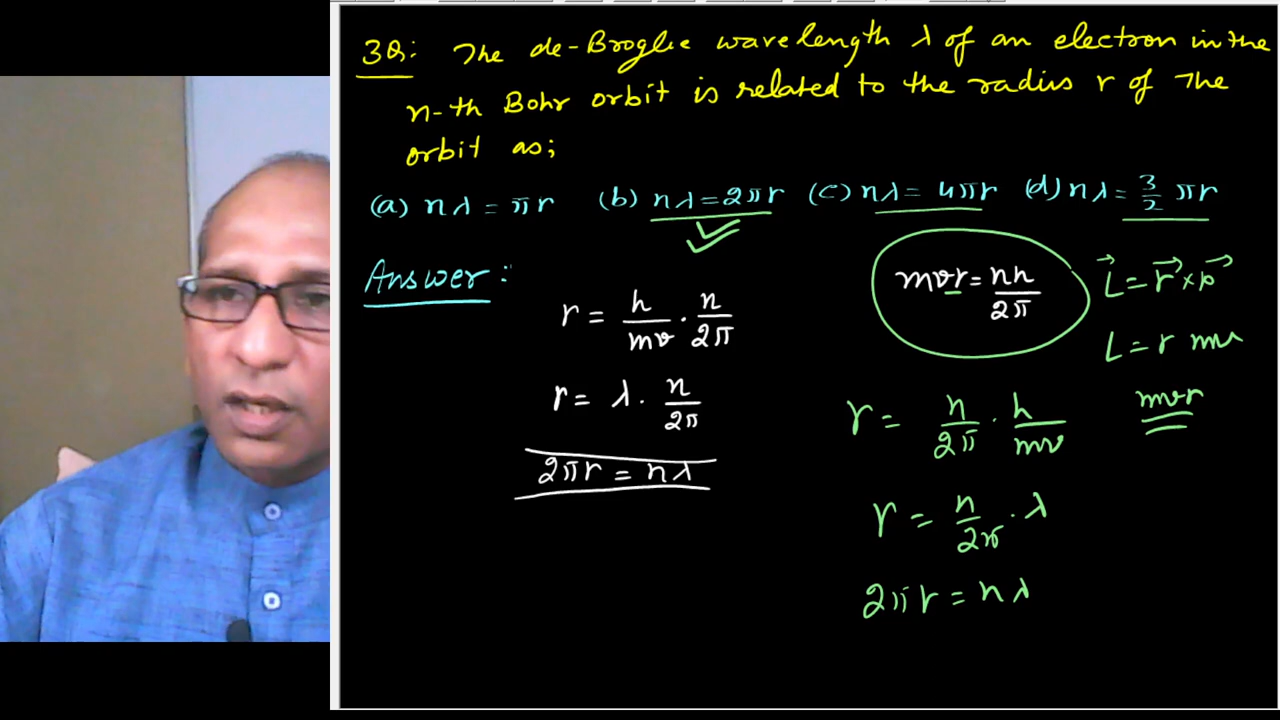 3Q: The de-Broglie wavelength λ of an electron in the
n-th Bohr orbit is related to the radius r of the
orbit as;
(a) nλ = πr (b) nλ = 2πr (c) nλ = 4πr (d) nλ = 3/2 πr
Answer:
r = h/mv · n/2π
r = λ · n/2π
2πr = nλ
mvr = nh/2π
r = n/2π · h/mv
r = n/2π · λ
2πr = nλ
L⃗ = r⃗ × p⃗
L = r mv
mvr